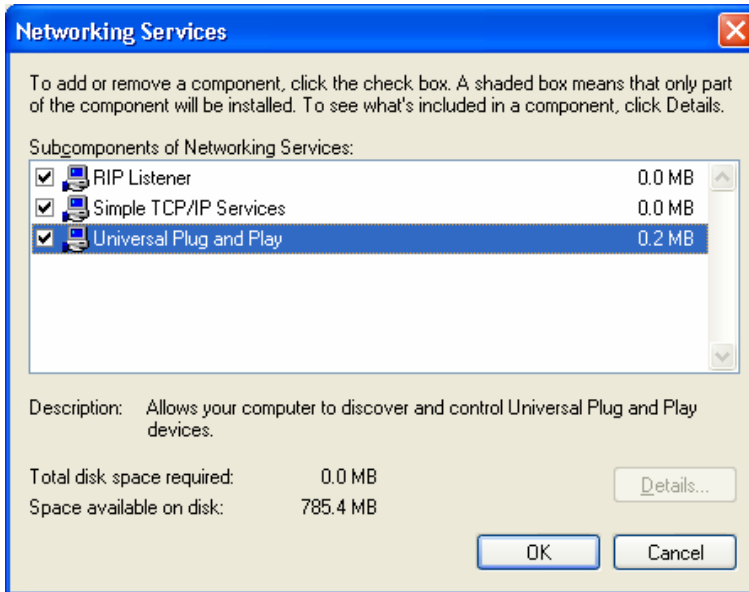 Networking Services
To add or remove a component, click the check box. A shaded box means that only part
of the component will be installed. To see what's included in a component, click Details.
Subcomponents of Networking Services:
RIP Listener 0.0 MB
Simple TCP/IP Services 0.0 MB
Universal Plug and Play 0.2 MB
Description: Allows your computer to discover and control Universal Plug and Play
devices.
Total disk space required: 0.0 MB
Details...
Space available on disk: 785.4 MB
OK Cancel